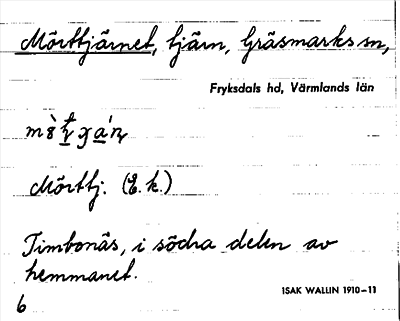 Mörttjärnet, tjärn, Gräsmarks sn,
Fryksdals hd, Värmlands län
Mörttj. (E.k.)
Timbonäs, i södra delen av
hemmanet.
ISAK WALLIN 1910–11
6